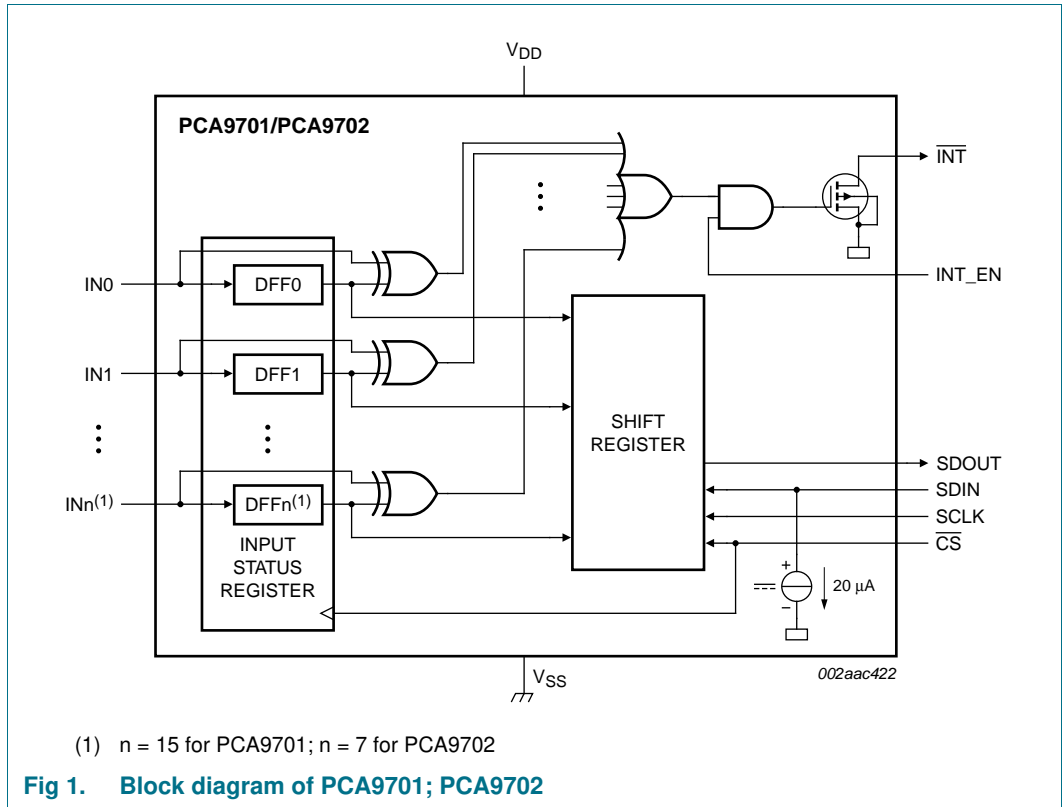 VDD
PCA9701/PCA9702
INT
INT_EN
IN0
DFF0
IN1
DFF1
SHIFT
REGISTER
SDOUT
SDIN
SCLK
CS
INn(1)
DFFn(1)
INPUT
STATUS
REGISTER
+
−
20 μA
VSS
002aac422
(1) n = 15 for PCA9701; n = 7 for PCA9702
Fig 1. Block diagram of PCA9701; PCA9702